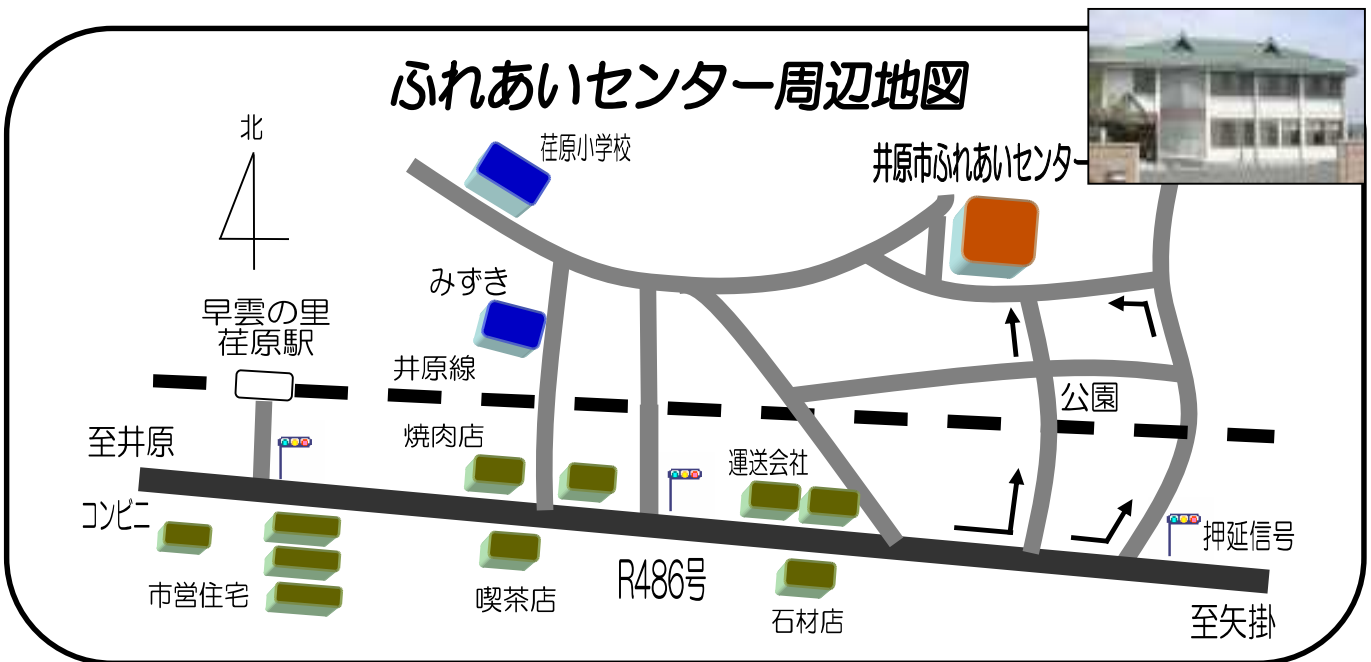 ふれあいセンター周辺地図
北
荏原小学校
井原市ふれあいセンター
みずき
早雲の里
荏原駅
井原線
公園
焼肉店
至井原
運送会社
コンビニ
押延信号
R486号
市営住宅
喫茶店
石材店
至矢掛